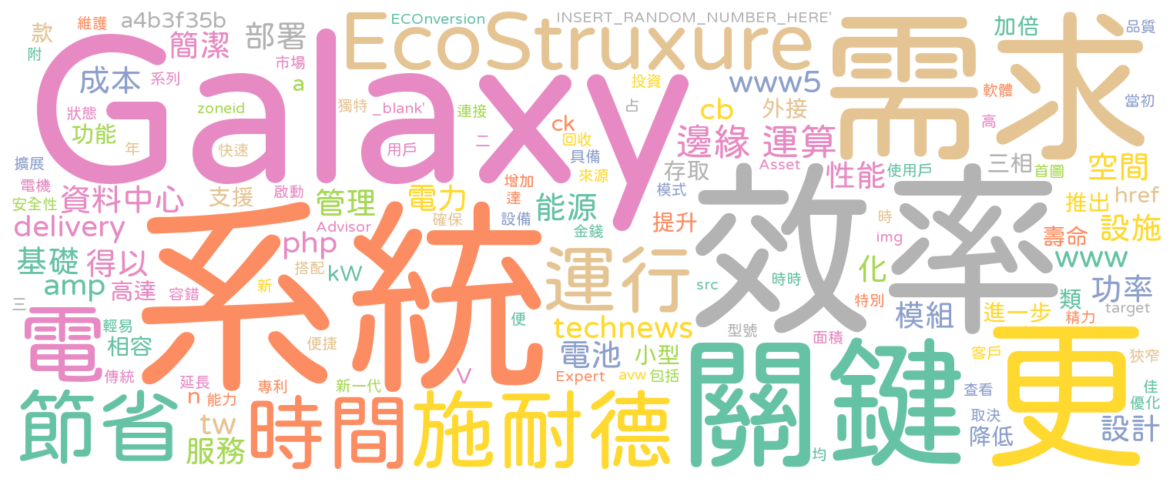 款 維護 a4b3f35b 簡潔 部署 ECOnversion EcoStruxure INSERT_RANDOM_NUMBER_HERE' 需求 加倍 品質
附 成本 系列 市場 a Galaxy 獨特 _blank' 連接 投資 www5 軟體 當初
狀態 功能 zoneid 用戶 二 ck 回收 占 cb 外接 高
年 快速 邊緣 運算 三相 首圖
擴展 電機 安全性 資料中心 支援 啟動 管理 電力 增加 達 設備 具備 來源 模式 能源 存取 Asset 性能 使用戶 空間 href
delivery 確保 金錢 提升 效率 時 推出 設施
基礎 得以 php Advisor 系統 運行 img 壽命
amp 高達 容錯 搭配 kW src 時時 化 www
三 新 特別 類 功率
電 輕易 便捷 便 technews 型號 模組 進一步 精力 target
相容 電池 小型 面積 客戶 狹窄
傳統 延長 專利 新一代 V Expert avw 包括 關鍵 更 查看 佳
節省 n 能力 時間 施耐德 優化
tw 取決 降低 設計
服務 均